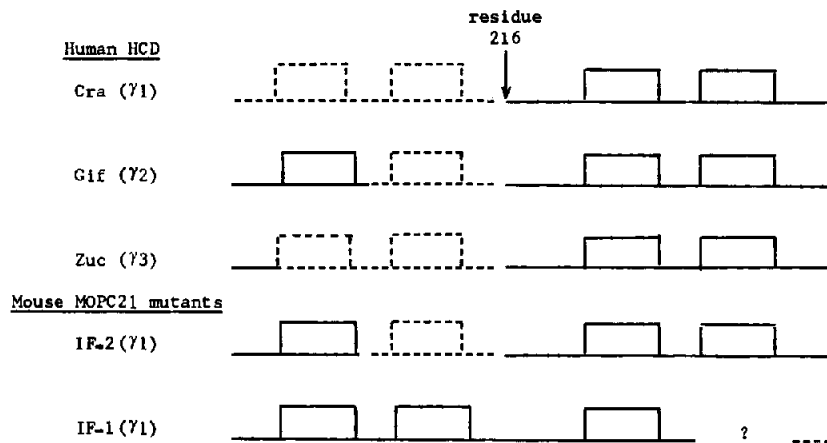 residue
216
Human HCD
Cra (γ1)
Gif (γ2)
Zuc (γ3)
Mouse MOPC21 mutants
IF-2 (γ1)
IF-1 (γ1)
?